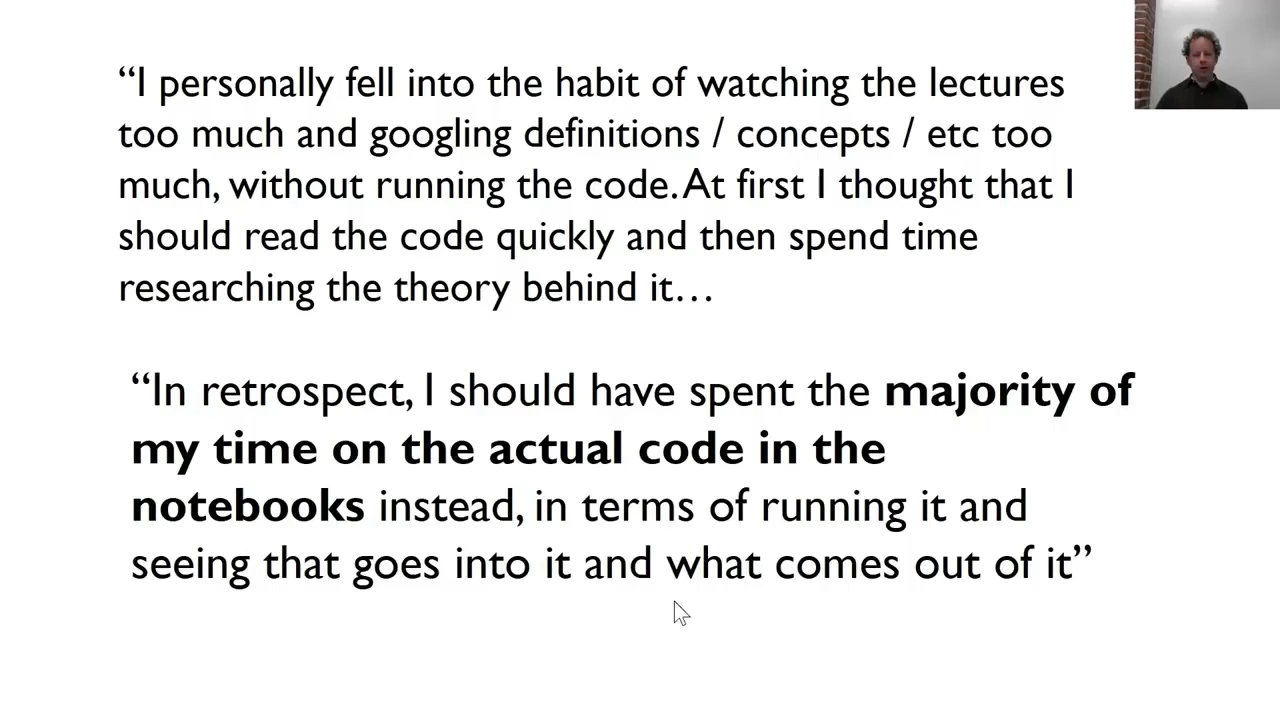 “I personally fell into the habit of watching the lectures
too much and googling definitions / concepts / etc too
much, without running the code. At first I thought that I
should read the code quickly and then spend time
researching the theory behind it…
“In retrospect, I should have spent the majority of
my time on the actual code in the
notebooks instead, in terms of running it and
seeing that goes into it and what comes out of it”